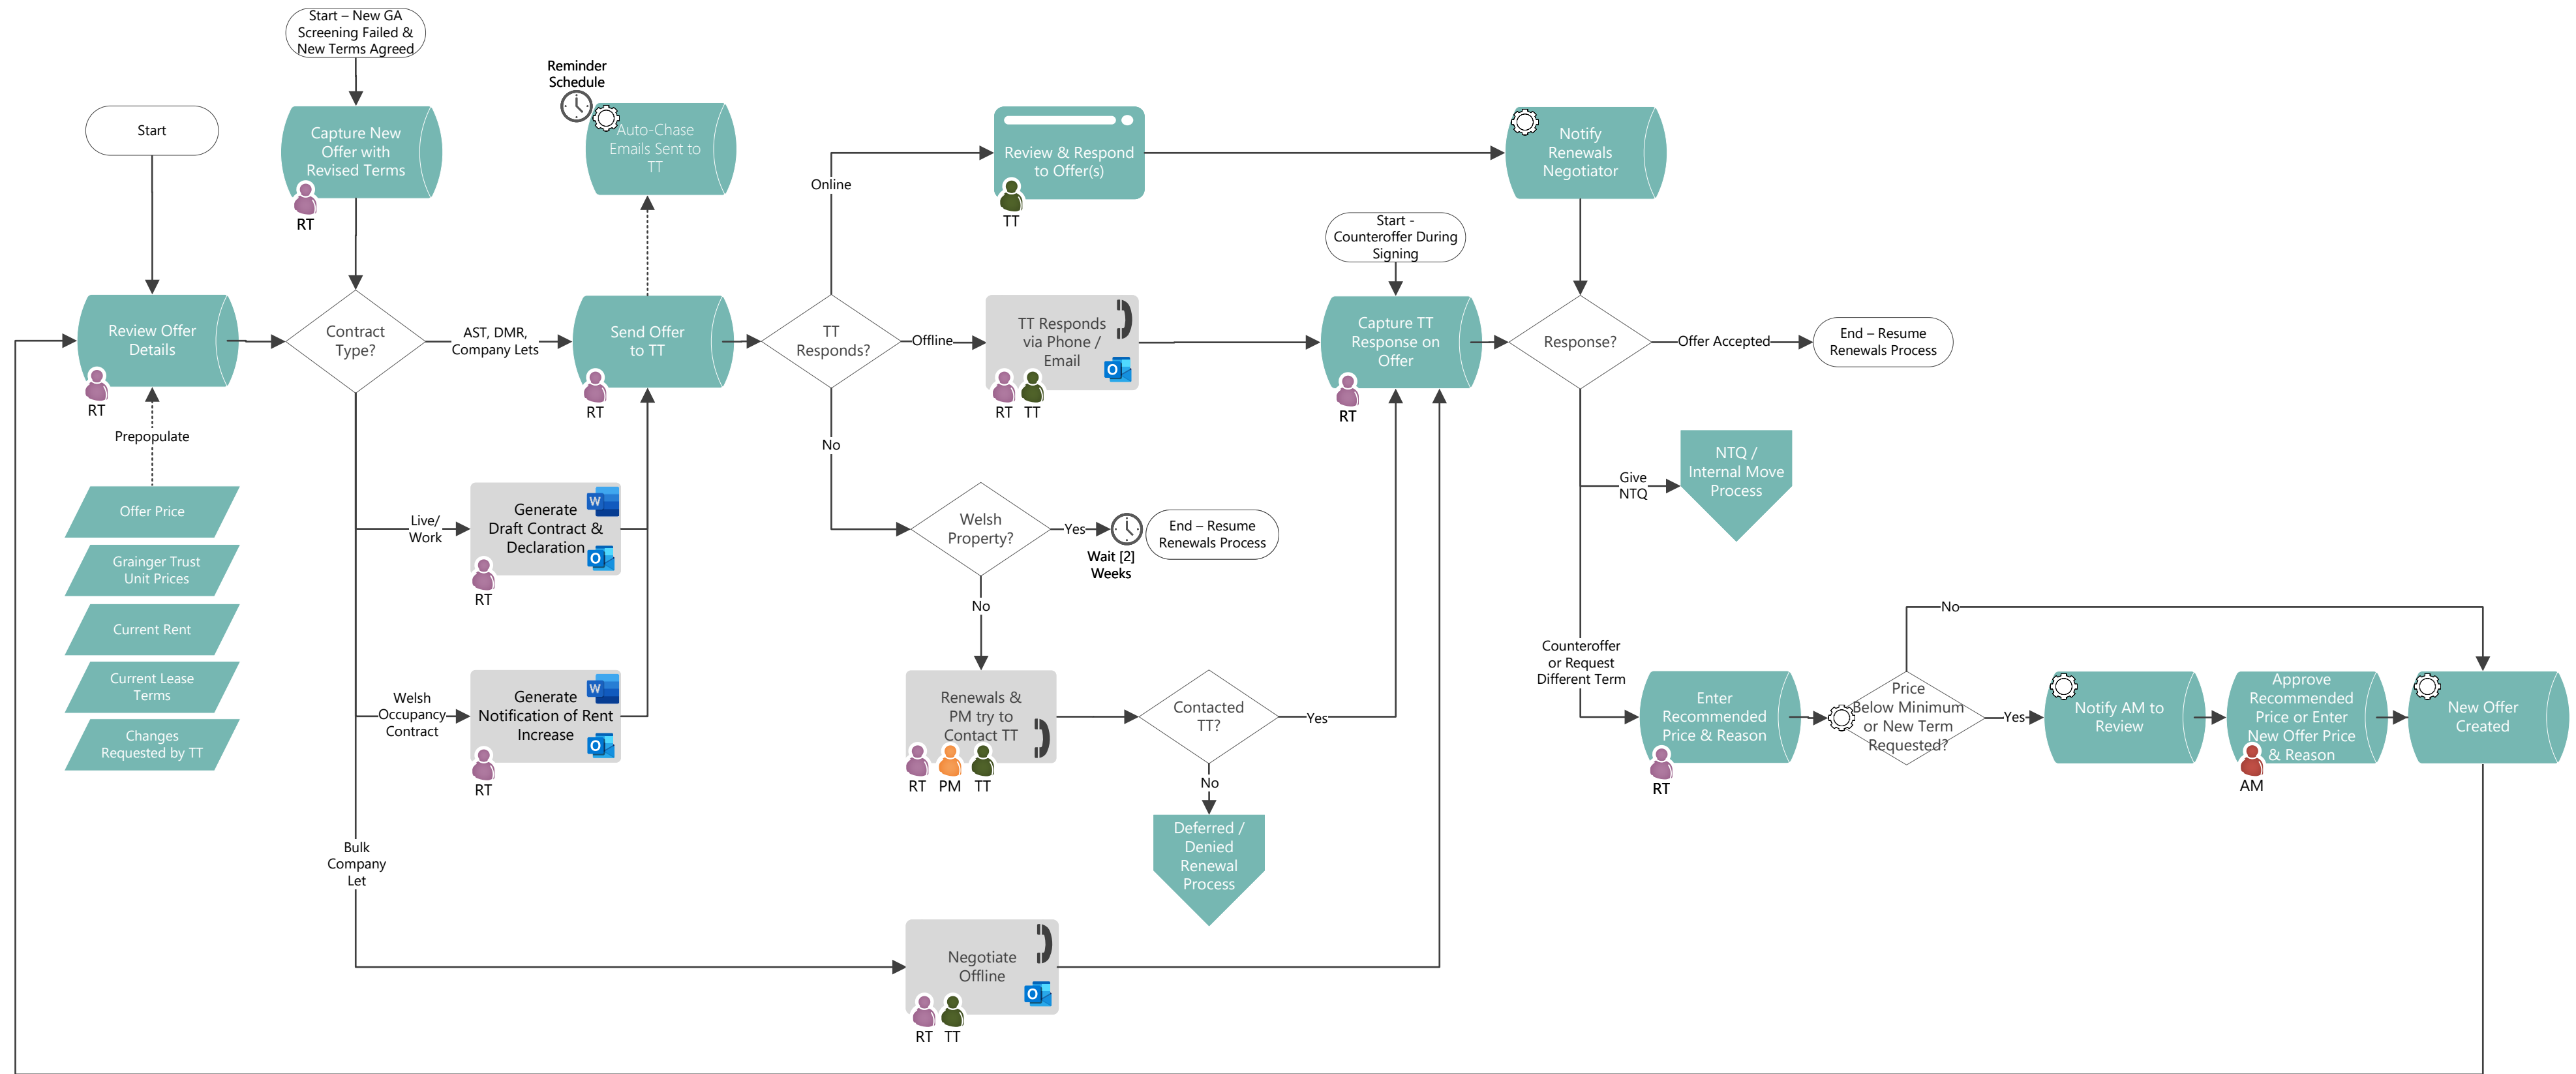 Start – New GA
Screening Failed &
New Terms Agreed
Reminder
Schedule
Start
Capture New
Offer with
Revised Terms
RT
Auto-Chase
Emails Sent to
TT
Online
Review & Respond
to Offer(s)
TT
Notify
Renewals
Negotiator
Start -
Counteroffer During
Signing
Review Offer
Details
RT
Contract
Type?
AST, DMR,
Company Lets
Send Offer
to TT
RT
TT
Responds?
Offline
TT Responds
via Phone /
Email
O
RT
TT
Capture TT
Response on
Offer
RT
Response?
Offer Accepted
End – Resume
Renewals Process
Prepopulate
No
Offer Price
Grainger Trust
Unit Prices
Current Rent
Current Lease
Terms
Changes
Requested by TT
Live/
Work
Generate
Draft Contract &
Declaration
W
O
RT
Welsh
Property?
Yes
Wait [2]
Weeks
End – Resume
Renewals Process
No
Give
NTQ
NTQ /
Internal Move
Process
Welsh
Occupancy
Contract
Generate
Notification of Rent
Increase
W
O
RT
Renewals &
PM try to
Contact TT
RT
PM
TT
Contacted
TT?
Yes
No
Deferred /
Denied
Renewal
Process
Counteroffer
or Request
Different Term
Enter
Recommended
Price & Reason
RT
Price
Below Minimum
or New Term
Requested?
No
Yes
Notify AM to
Review
Approve
Recommended
Price or Enter
New Offer Price
& Reason
AM
New Offer
Created
Bulk
Company
Let
Negotiate
Offline
O
RT
TT